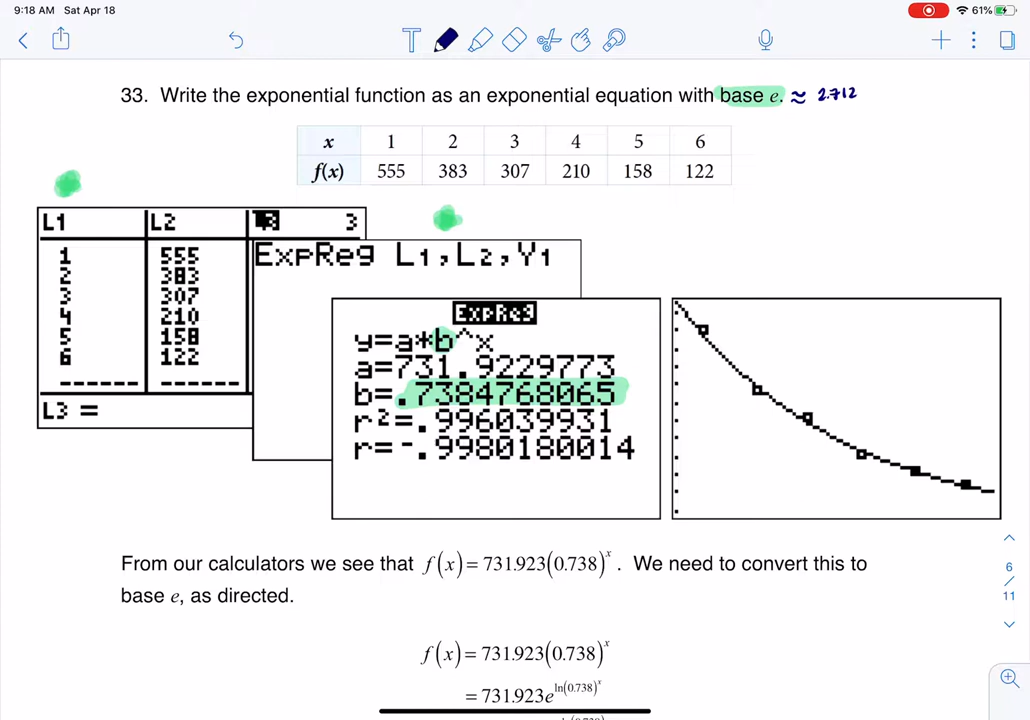 9:18 AM Sat Apr 18
61%
T
33. Write the exponential function as an exponential equation with base e. ≈ 2.712
x 1 2 3 4 5 6
f(x) 555 383 307 210 158 122
L1 L2 3
1 555
2 383
3 307
4 210
5 158
6 122
------ ------
L3 =
ExpReg L1,L2,Y1
ExpReg
y=a*b^x
a=731.9229773
b=.7384768065
r²=.996039931
r=-.9980180014
From our calculators we see that f(x) = 731.923(0.738)ˣ. We need to convert this to
base e, as directed.
f(x) = 731.923(0.738)ˣ
= 731.923e^ln(0.738)ˣ
6
/
11